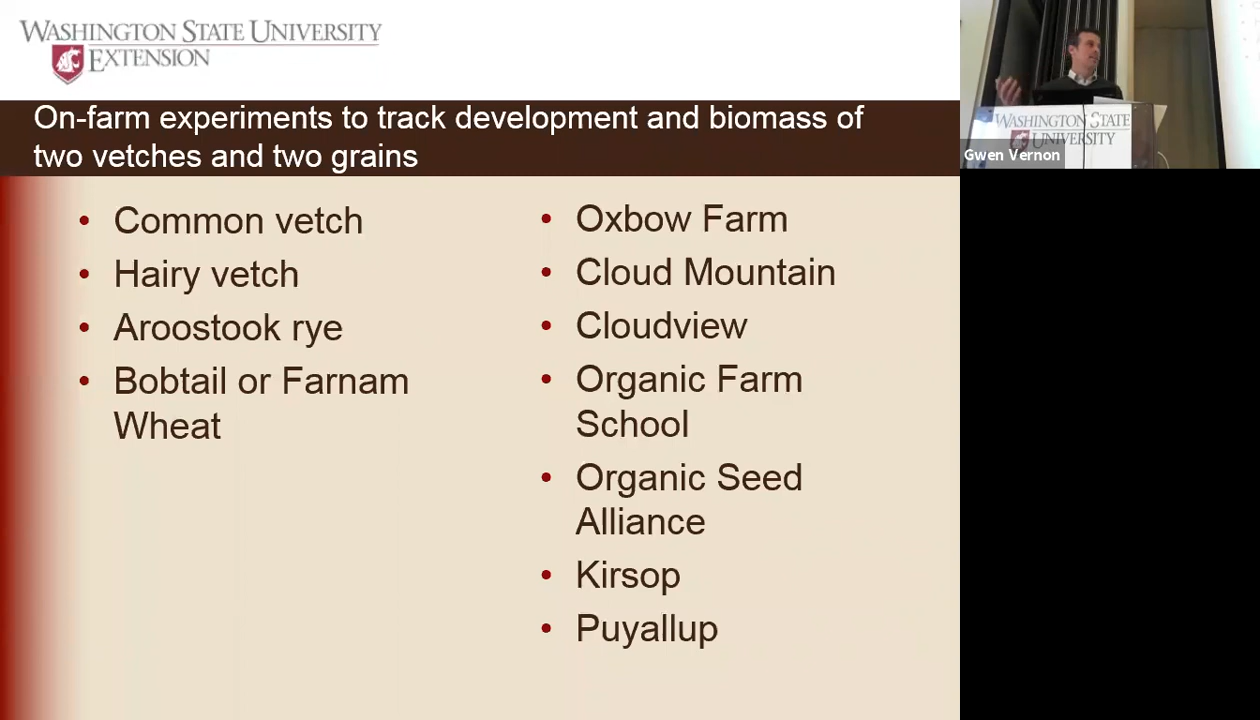 WASHINGTON STATE UNIVERSITY
EXTENSION
On-farm experiments to track development and biomass of
two vetches and two grains
• Common vetch
• Hairy vetch
• Aroostook rye
• Bobtail or Farnam
Wheat
• Oxbow Farm
• Cloud Mountain
• Cloudview
• Organic Farm
School
• Organic Seed
Alliance
• Kirsop
• Puyallup
WASHINGTON STATE
UNIVERSITY
Gwen Vernon